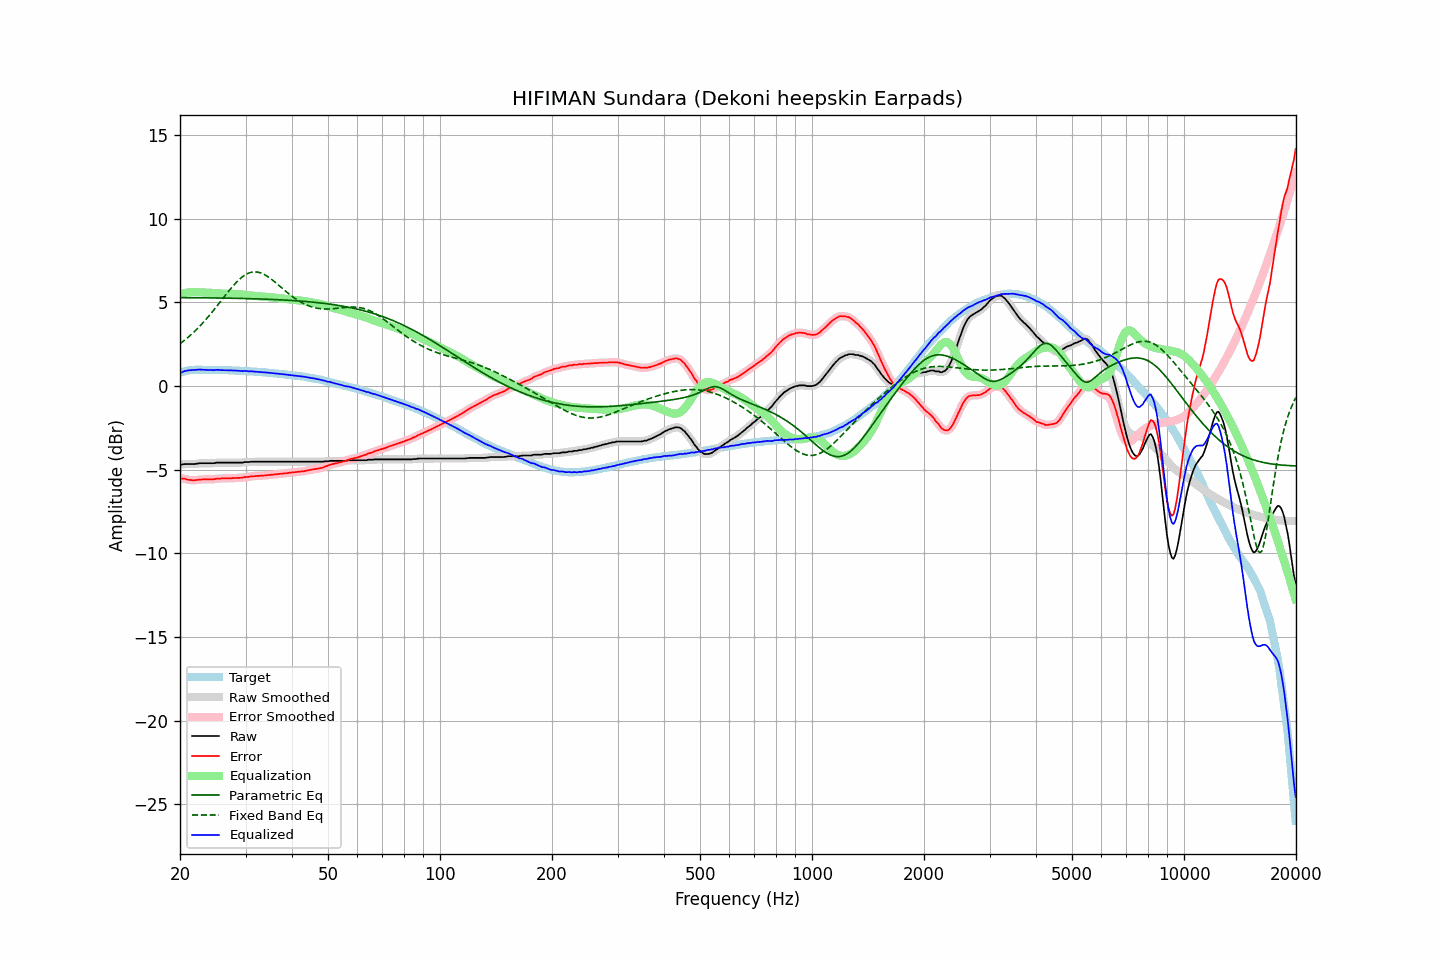 HIFIMAN Sundara (Dekoni heepskin Earpads)
Amplitude (dBr)
15
10
5
0
−5
−10
−15
−20
−25
Target
Raw Smoothed
Error Smoothed
Raw
Error
Equalization
Parametric Eq
Fixed Band Eq
Equalized
20 50 100 200 500 1000 2000 5000 10000 20000
Frequency (Hz)